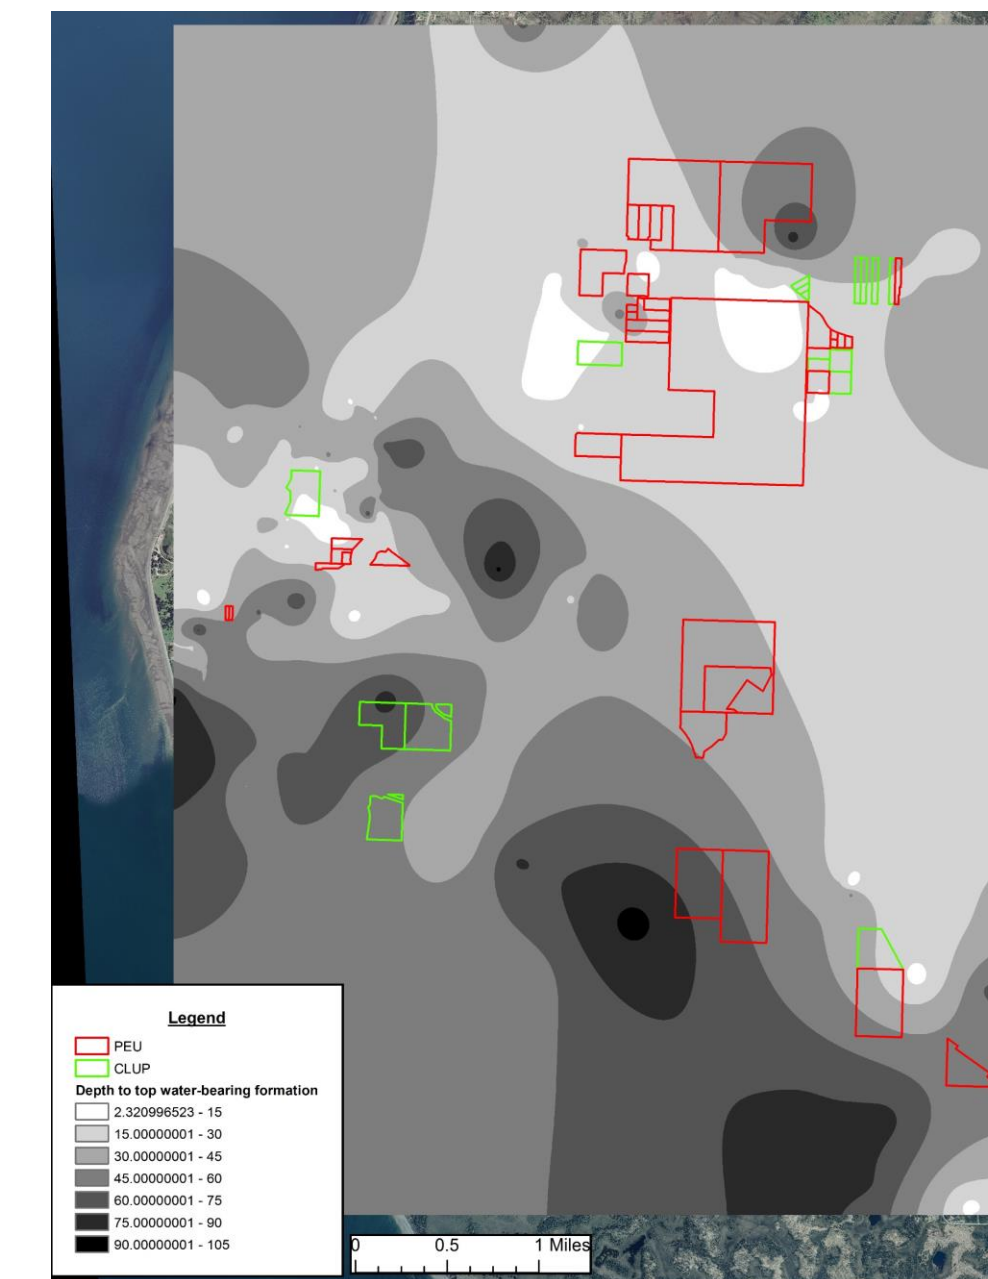 Legend
PEU
CLUP
Depth to top water-bearing formation
2.320996523 - 15
15.00000001 - 30
30.00000001 - 45
45.00000001 - 60
60.00000001 - 75
75.00000001 - 90
90.00000001 - 105
0 0.5 1 Miles